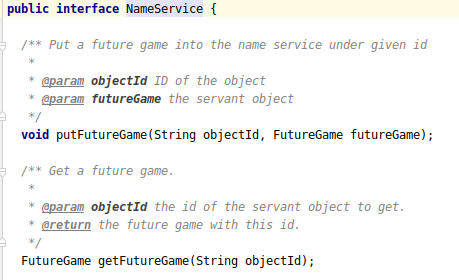 public interface NameService {
/** Put a future game into the name service under given id
*
* @param objectId ID of the object
* @param futureGame the servant object
*/
void putFutureGame(String objectId, FutureGame futureGame);
/** Get a future game.
*
* @param objectId the id of the servant object to get.
* @return the future game with this id.
*/
FutureGame getFutureGame(String objectId);